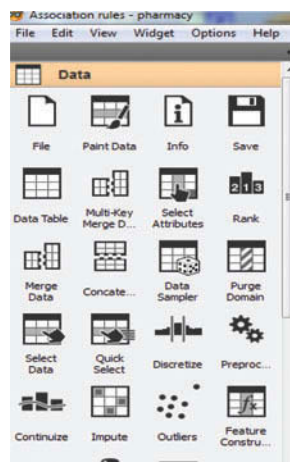 Association rules - pharmacy
File Edit View Widget Options Help
Data
File Paint Data Info Save
Data Table Multi-Key Merge D... Select Attributes Rank
Merge Data Concate... Data Sampler Purge Domain
Select Data Quick Select Discretize Preproc...
Continuize Impute Outliers Feature Constru...